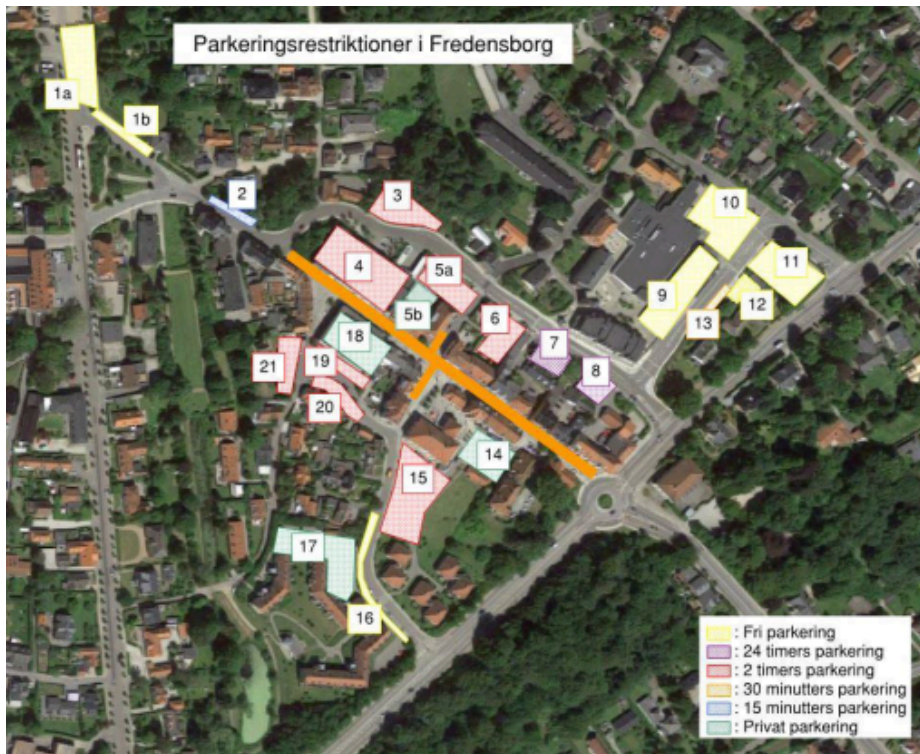 Parkeringsrestriktioner i Fredensborg
1a
1b
2
3
4
5a
5b
6
7
8
9
10
11
12
13
14
15
16
17
18
19
20
21
: Fri parkering
: 24 timers parkering
: 2 timers parkering
: 30 minutters parkering
: 15 minutters parkering
: Privat parkering